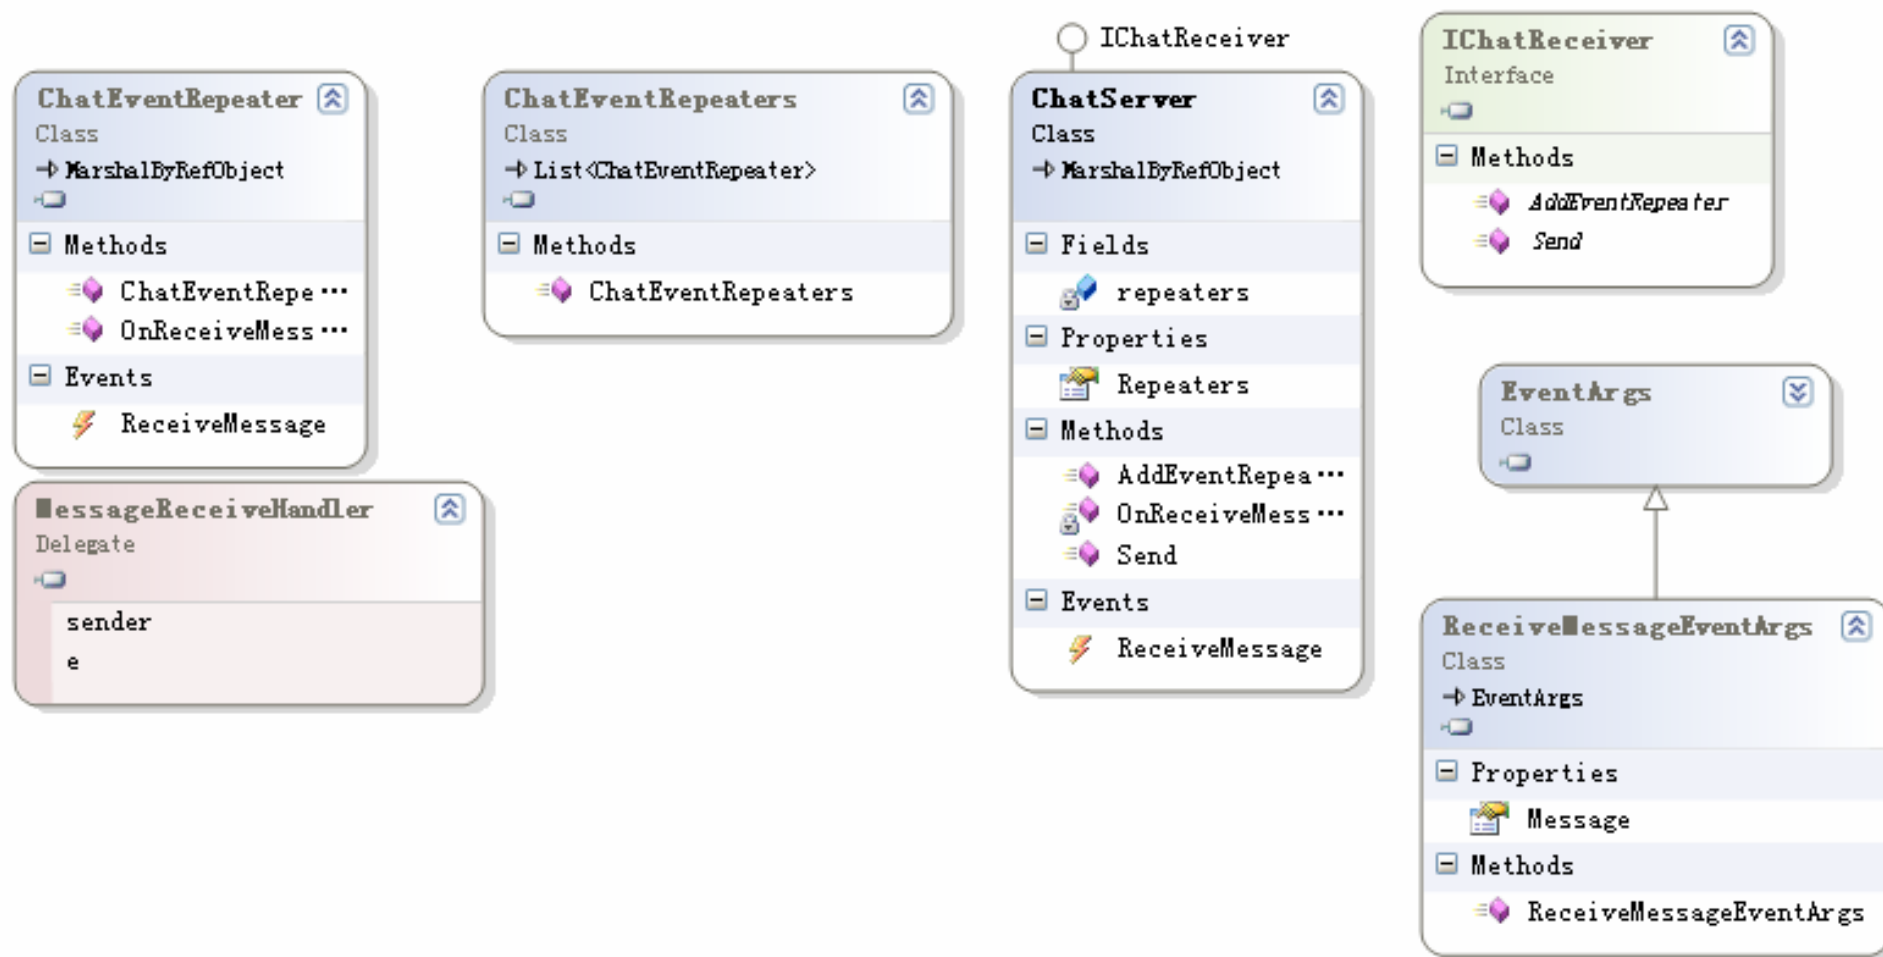 ChatEventRepeater
Class
MarshalByRefObject
Methods
ChatEventRepe...
OnReceiveMess...
Events
ReceiveMessage
MessageReceiveHandler
Delegate
sender
e
ChatEventRepeaters
Class
List<ChatEventRepeater>
Methods
ChatEventRepeaters
IChatReceiver
ChatServer
Class
MarshalByRefObject
Fields
repeaters
Properties
Repeaters
Methods
AddEventRepea...
OnReceiveMess...
Send
Events
ReceiveMessage
IChatReceiver
Interface
Methods
AddEventRepeater
Send
EventArgs
Class
ReceiveMessageEventArgs
Class
EventArgs
Properties
Message
Methods
ReceiveMessageEventArgs